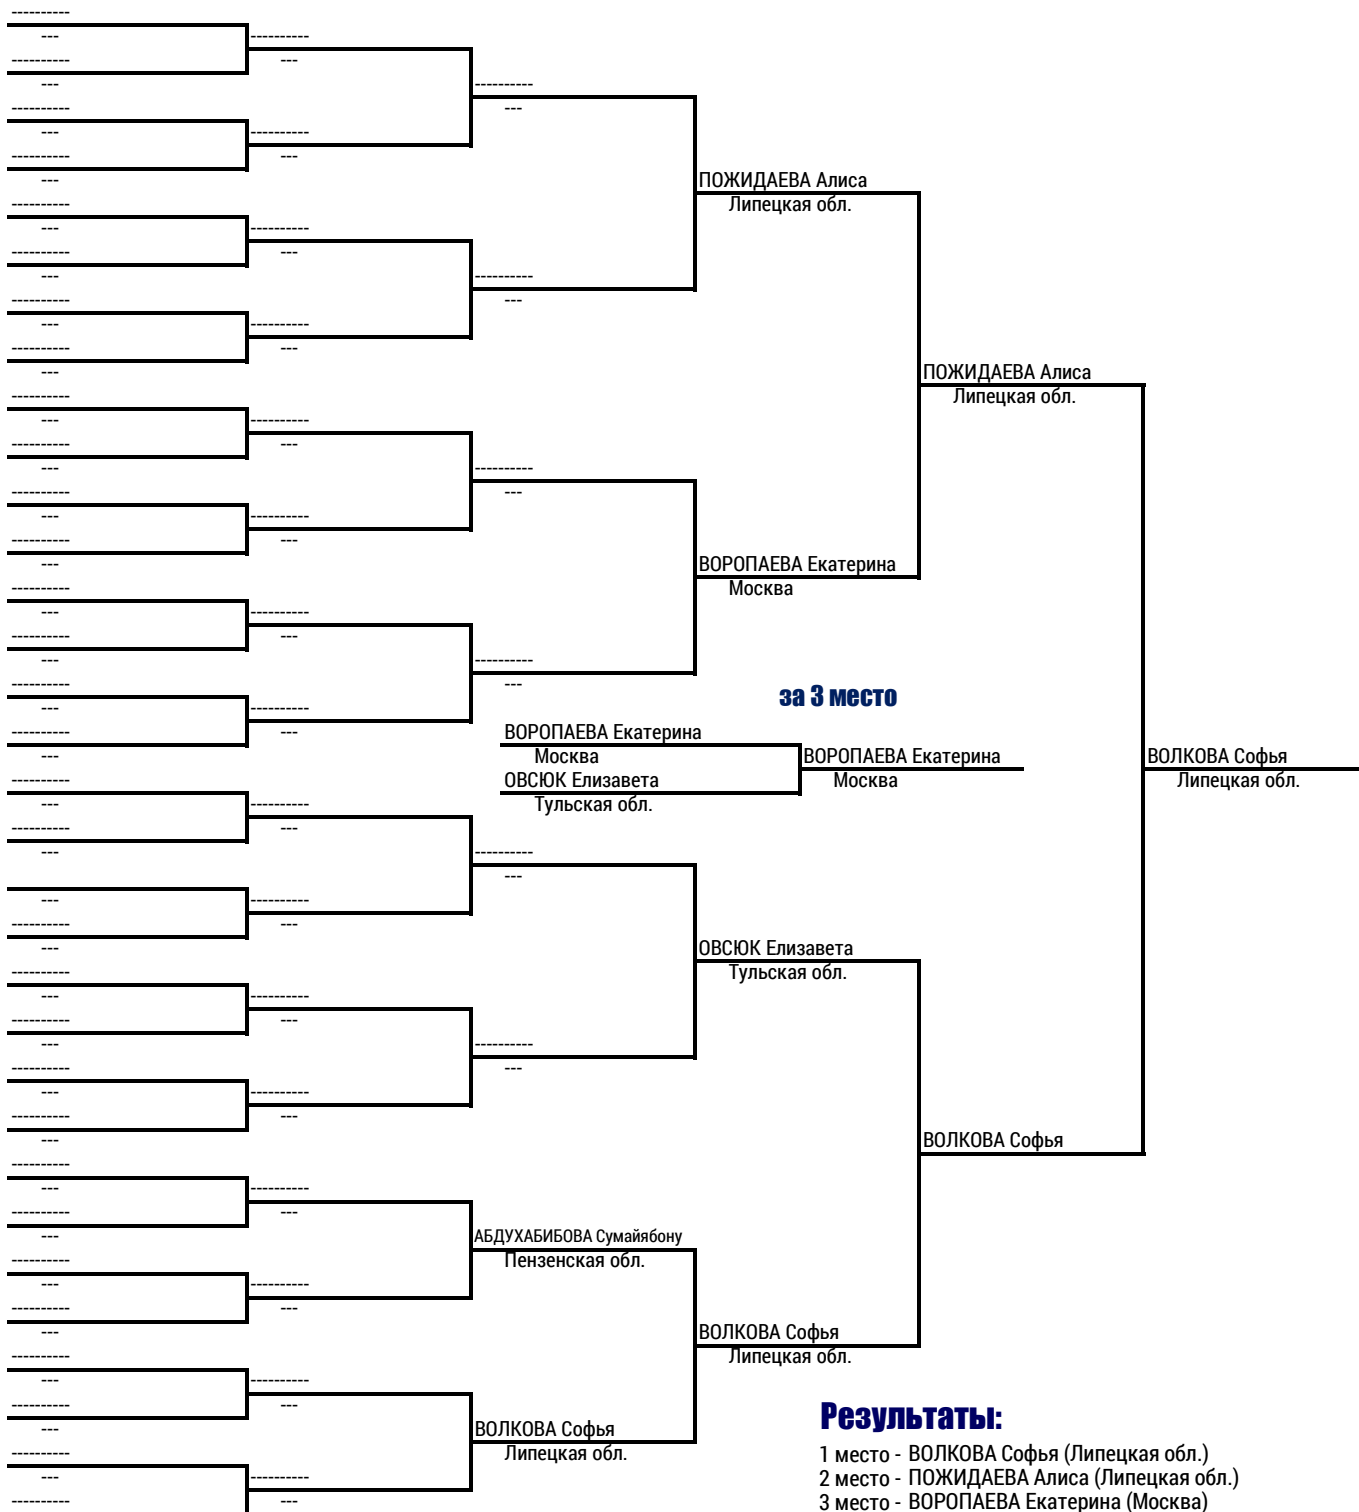 ПОЖИДАЕВА Алиса
Липецкая обл.
ПОЖИДАЕВА Алиса
Липецкая обл.
ВОРОПАЕВА Екатерина
Москва
за 3 место
ВОРОПАЕВА Екатерина
Москва
ОВСЮК Елизавета
Тульская обл.
ВОРОПАЕВА Екатерина
Москва
ВОЛКОВА Софья
Липецкая обл.
ОВСЮК Елизавета
Тульская обл.
ВОЛКОВА Софья
АБДУХАБИБОВА Сумайябону
Пензенская обл.
ВОЛКОВА Софья
Липецкая обл.
ВОЛКОВА Софья
Липецкая обл.
Результаты:
1 место - ВОЛКОВА Софья (Липецкая обл.)
2 место - ПОЖИДАЕВА Алиса (Липецкая обл.)
3 место - ВОРОПАЕВА Екатерина (Москва)